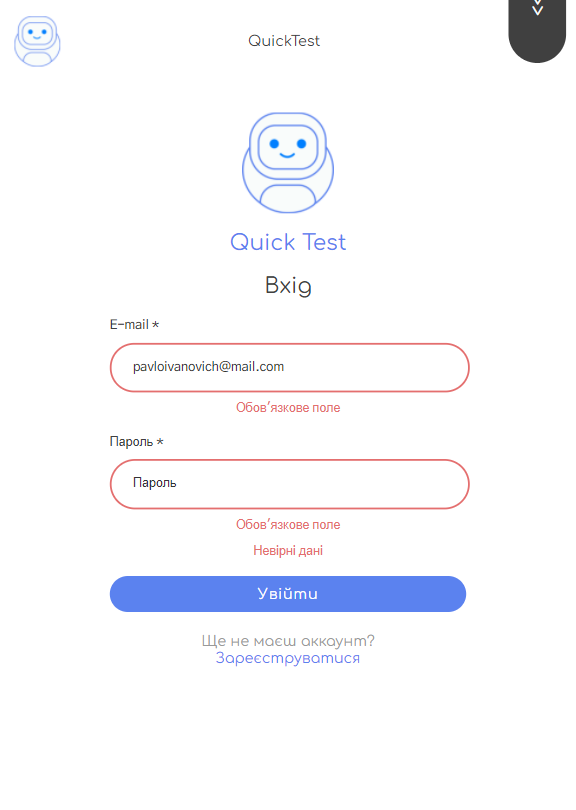 QuickTest
Quick Test
Вхід
E-mail *
pavloivanovich@mail.com
Обов'язкове поле
Пароль *
Пароль
Обов'язкове поле
Невірні дані
Увійти
Ще не маєш аккаунт?
Зареєструватися